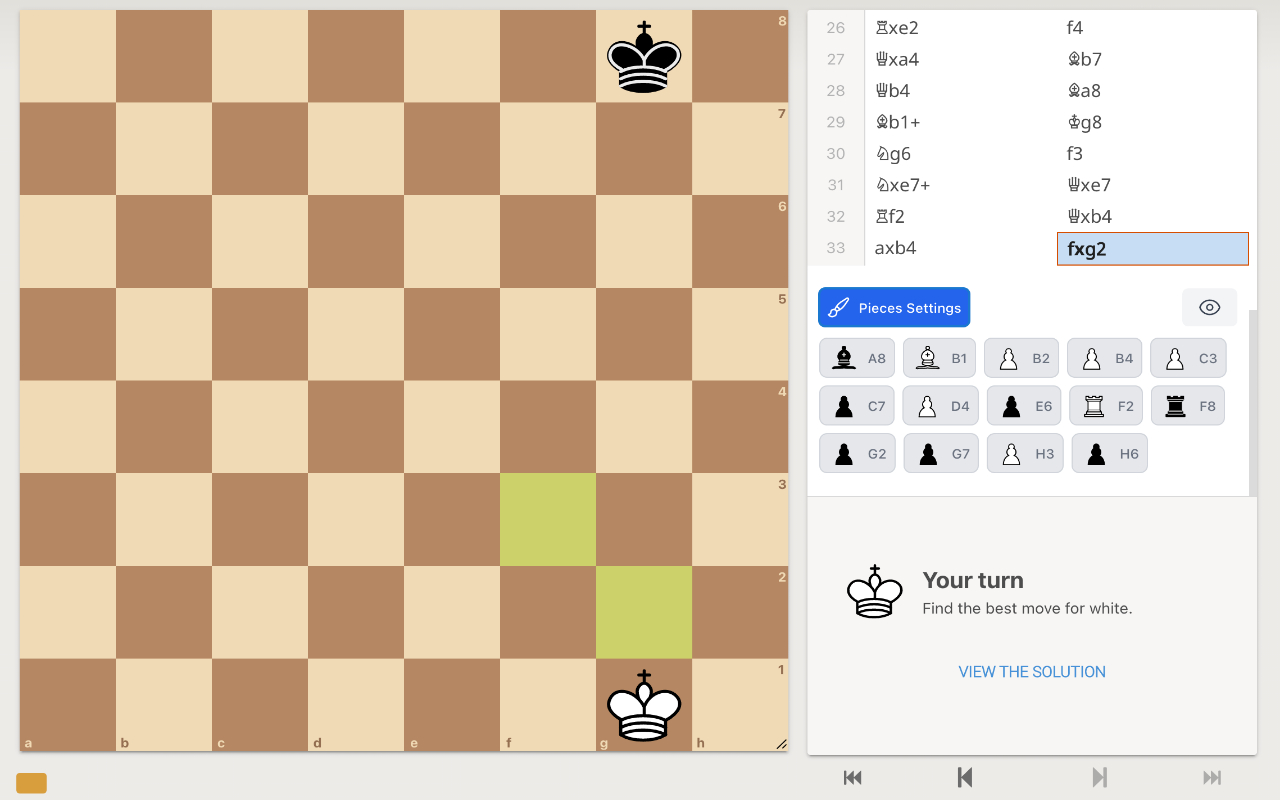 8
7
6
5
4
3
2
1
a b c d e f g h
26 ♖xe2 f4
27 ♕xa4 ♗b7
28 ♕b4 ♗a8
29 ♗b1+ ♔g8
30 ♘g6 f3
31 ♘xe7+ ♕xe7
32 ♖f2 ♕xb4
33 axb4 fxg2
Pieces Settings
A8 B1 B2 B4 C3
C7 D4 E6 F2 F8
G2 G7 H3 H6
Your turn
Find the best move for white.
VIEW THE SOLUTION